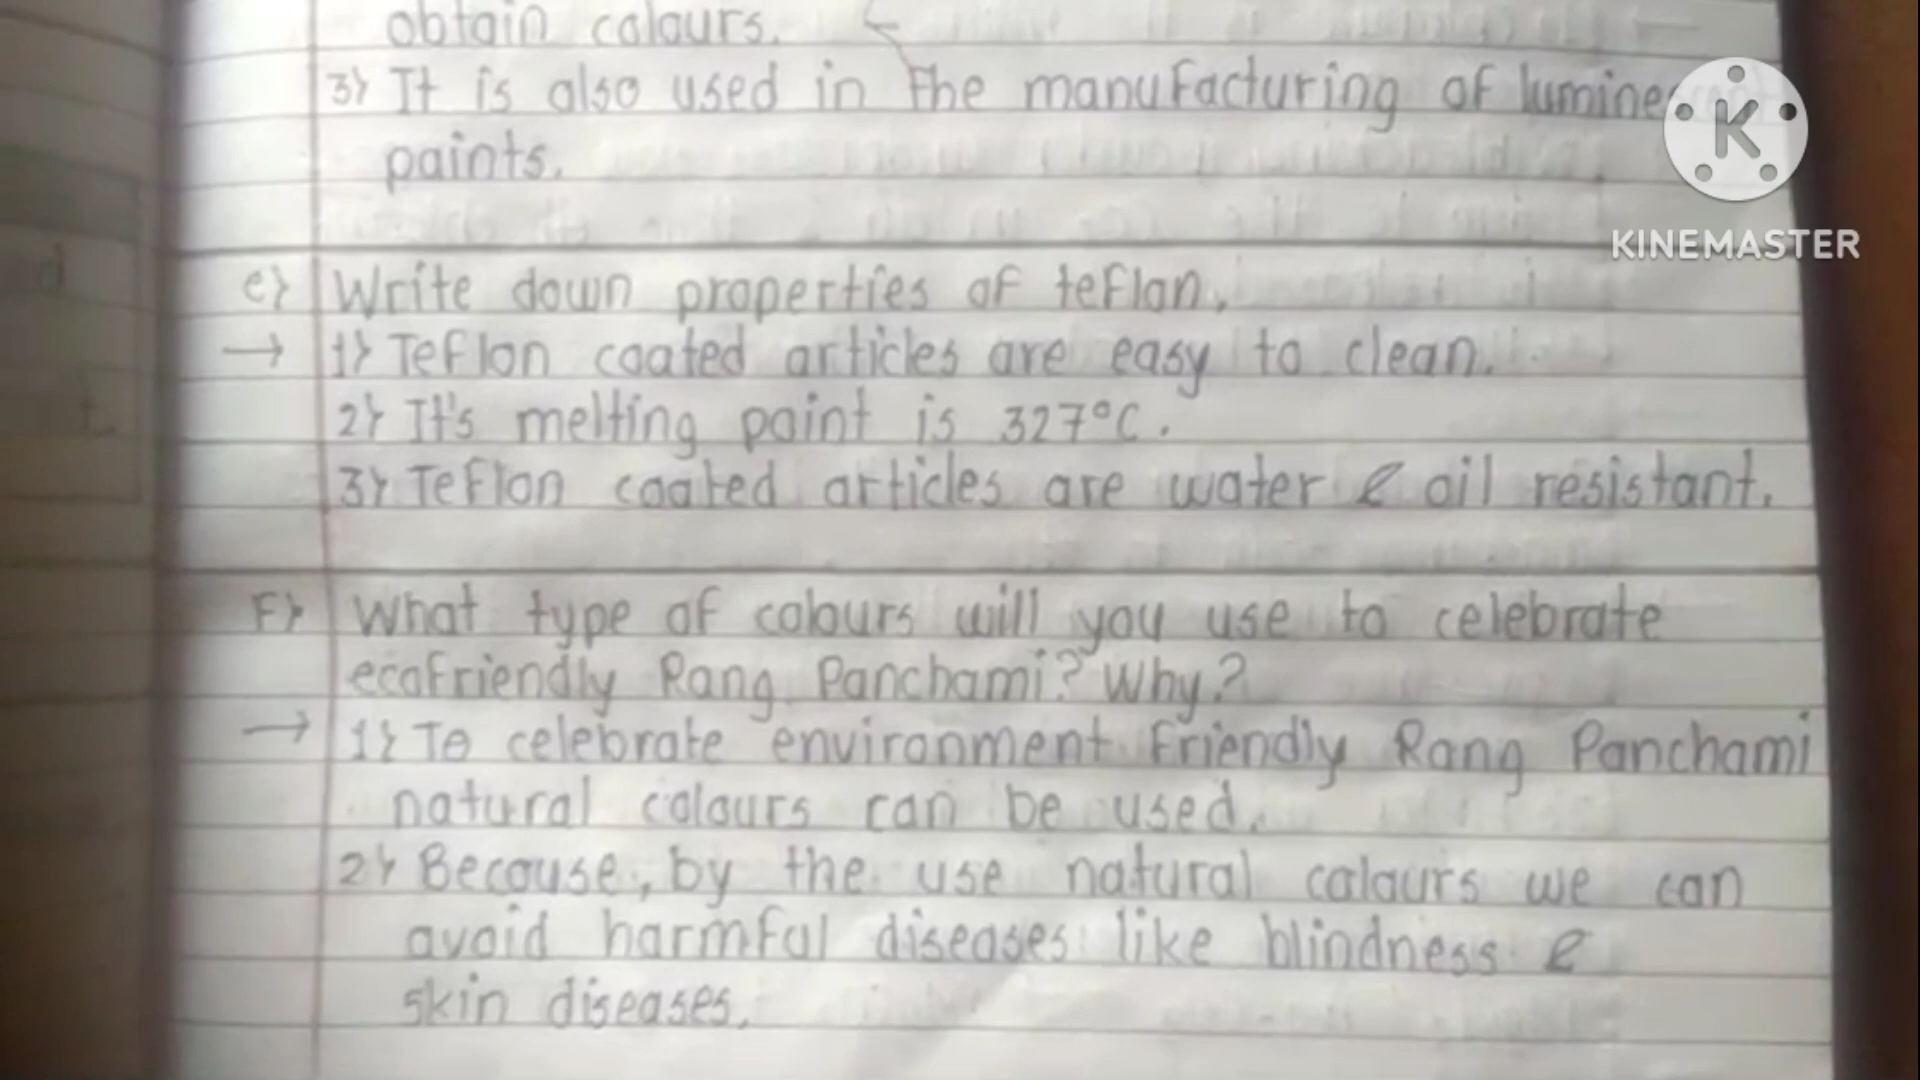 obtain colours.
3) It is also used in the manufacturing of
paints.
K
KINEMASTER
e) Write down properties of teflon.
→ 1) Teflon coated articles are easy to clean.
2) It's melting point is 327°C.
3) Teflon coated articles are water & oil resistant.
F) What type of colours will you use to celebrate
ecofriendly Rang Panchami? Why?
→ 1) To celebrate environment friendly Rang Panchami
natural colours can be used.
2) Because, by the use natural colours we can
avoid harmful diseases like blindness &
skin diseases.